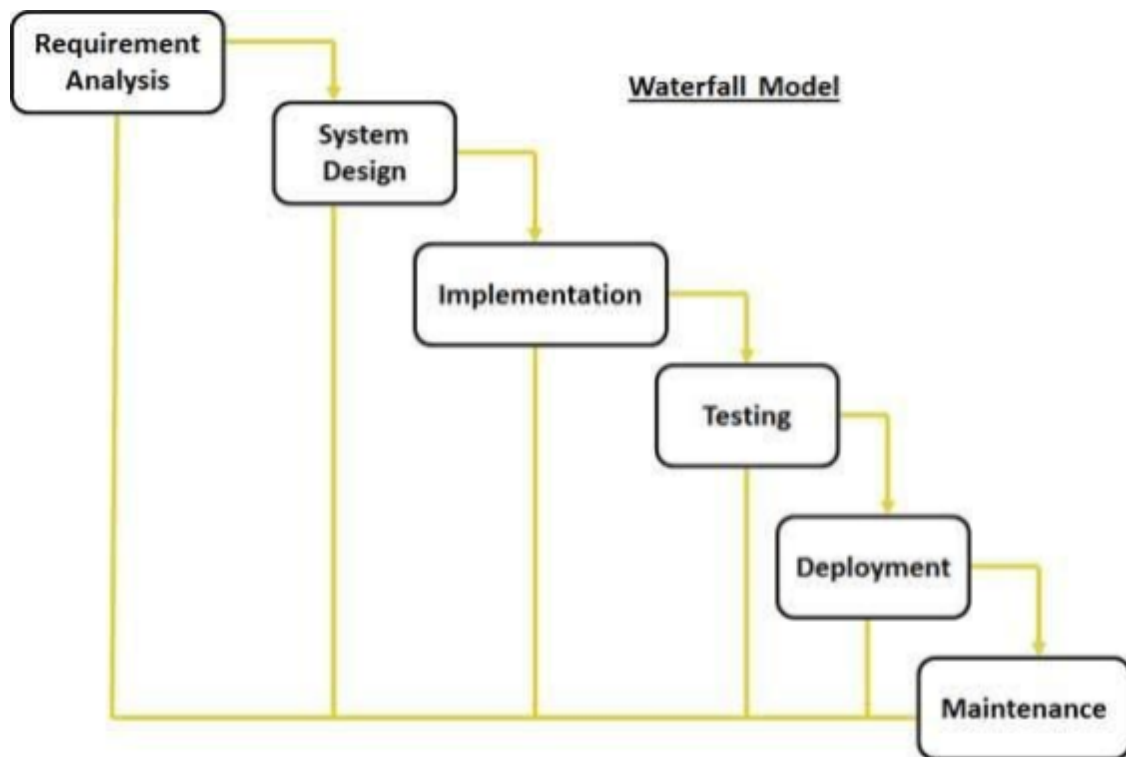 Requirement
Analysis
Waterfall Model
System
Design
Implementation
Testing
Deployment
Maintenance